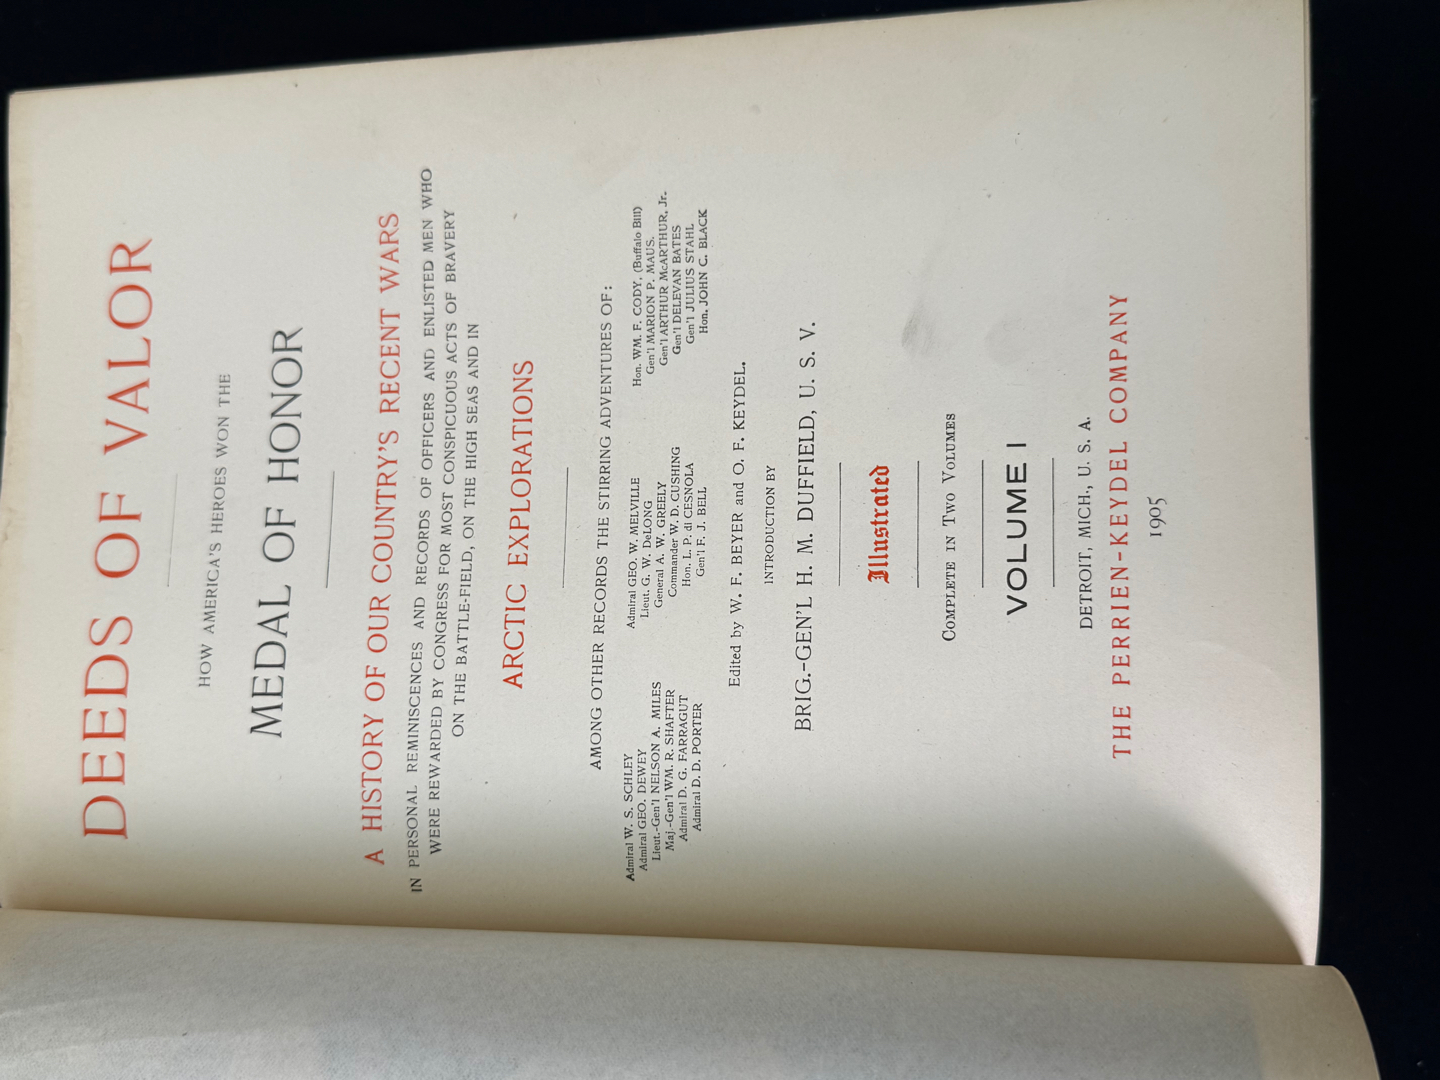 DEEDS OF VALOR
HOW AMERICA'S HEROES WON THE
MEDAL OF HONOR
A HISTORY OF OUR COUNTRY'S RECENT WARS
IN PERSONAL REMINISCENCES AND RECORDS OF OFFICERS AND ENLISTED MEN WHO
WERE REWARDED BY CONGRESS FOR MOST CONSPICUOUS ACTS OF BRAVERY
ON THE BATTLE-FIELD, ON THE HIGH SEAS AND IN
ARCTIC EXPLORATIONS
AMONG OTHER RECORDS THE STIRRING ADVENTURES OF:
Admiral W. S. SCHLEY
Admiral GEO. DEWEY
Lieut.-Gen'l NELSON A. MILES
Maj.-Gen'l WM. R. SHAFTER
Admiral D. G. FARRAGUT
Admiral D. D. PORTER
Admiral GEO. W. MELVILLE
Lieut. G. W. DeLONG
General A. W. GREELY
Commander W. D. CUSHING
Hon. L. P. di CESNOLA
Gen'l F. J. BELL
Hon. WM. F. CODY, (Buffalo Bill)
Gen'l MARION P. MAUS.
Gen'l ARTHUR McARTHUR, Jr.
Gen'l DELEVAN BATES
Gen'l JULIUS STAHL
Hon. JOHN C. BLACK
Edited by W. F. BEYER and O. F. KEYDEL.
INTRODUCTION BY
BRIG.-GEN'L H. M. DUFFIELD, U. S. V.
Illustrated
COMPLETE IN TWO VOLUMES
VOLUME I
DETROIT, MICH., U. S. A.
THE PERRIEN-KEYDEL COMPANY
1905